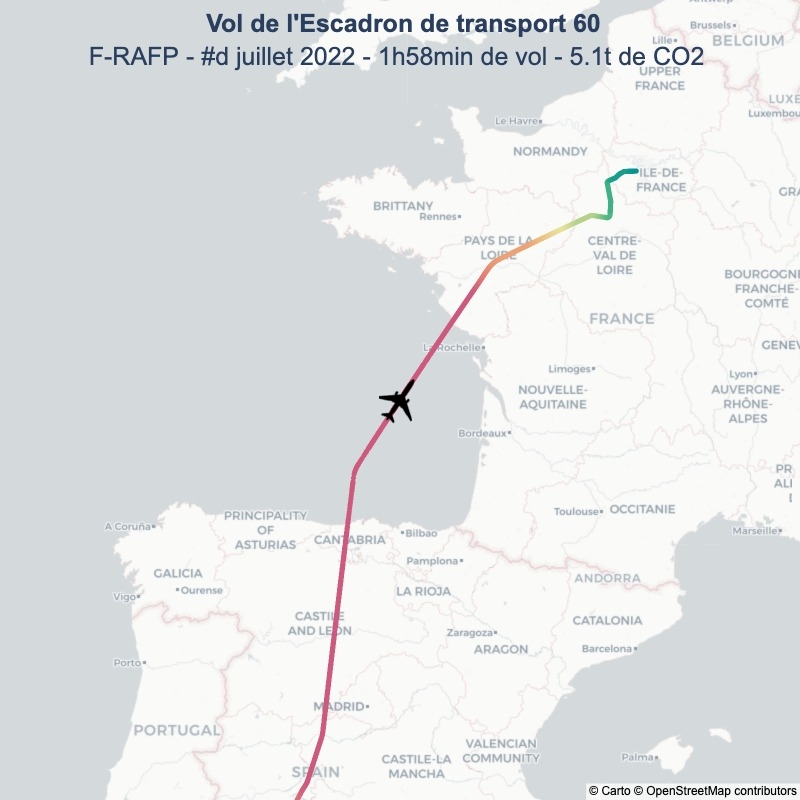 Vol de l'Escadron de transport 60
F-RAFP - #d juillet 2022 - 1h58min de vol - 5.1t de CO2
Brussels
Lille
BELGIUM
UPPER
FRANCE
LUXE
Luxembou
Le Havre
NORMANDY
ILE-DE-
FRANCE
GRA
BRITTANY
Rennes
PAYS DE LA
LOIRE
CENTRE-
VAL DE
LOIRE
BOURGOGNE
FRANCHE-
COMTÉ
FRANCE
GENEV
La Rochelle
Limoges
Lyon
NOUVELLE-
AQUITAINE
AUVERGNE-
RHÔNE-
ALPES
Bordeaux
PR
ALI
Toulouse
OCCITANIE
Marseille
A Coruña
PRINCIPALITY
OF
ASTURIAS
CANTABRIA
Bilbao
Pamplona
GALICIA
Ourense
Vigo
LA RIOJA
ANDORRA
CASTILE
AND LEON
CATALONIA
Zaragoza
ARAGON
Barcelona
Porto
MADRID
PORTUGAL
VALENCIAN
COMMUNITY
CASTILE-LA
MANCHA
Palma
SPAIN
© Carto © OpenStreetMap contributors